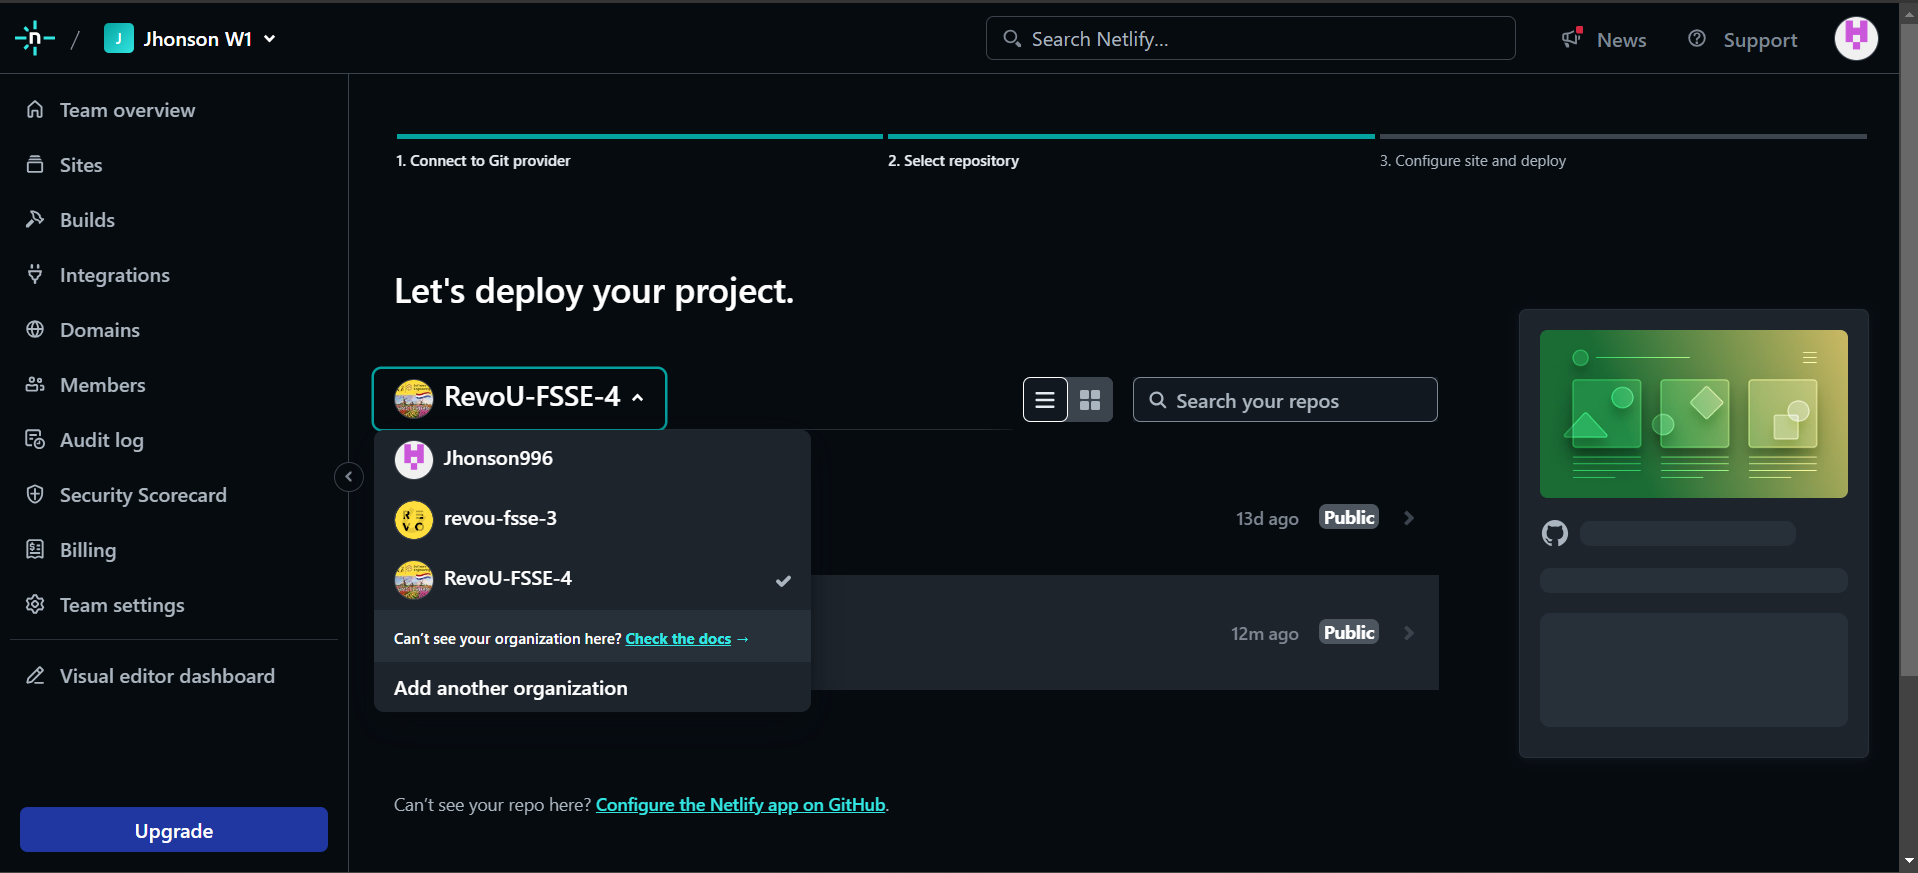 / J Jhonson W1
Search Netlify...
News
Support
Team overview
Sites
Builds
Integrations
Domains
Members
Audit log
Security Scorecard
Billing
Team settings
Visual editor dashboard
Upgrade
1. Connect to Git provider
2. Select repository
3. Configure site and deploy
Let's deploy your project.
RevoU-FSSE-4
Search your repos
Jhonson996
revou-fsse-3
RevoU-FSSE-4
Can't see your organization here? Check the docs →
Add another organization
13d ago Public
12m ago Public
Can't see your repo here? Configure the Netlify app on GitHub.